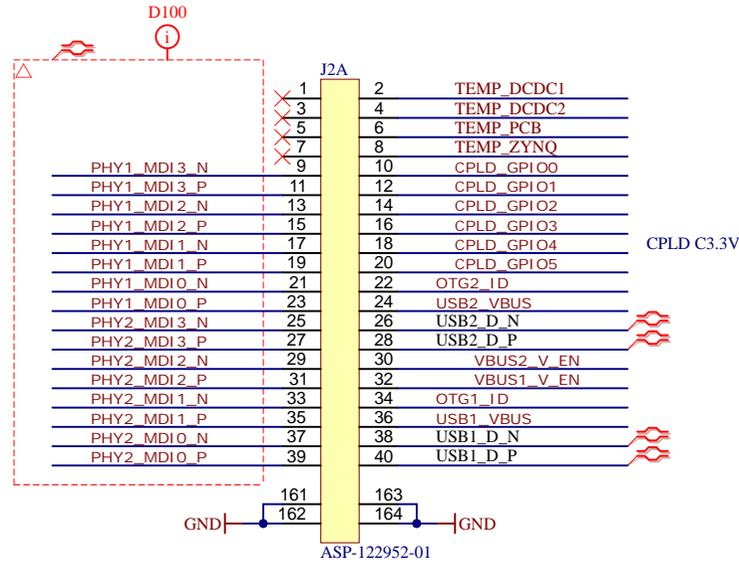 D100
i
J2A
1 2 TEMP_DCDC1
3 4 TEMP_DCDC2
5 6 TEMP_PCB
7 8 TEMP_ZYNQ
PHY1_MDI3_N 9 10 CPLD_GPIO0
PHY1_MDI3_P 11 12 CPLD_GPIO1
PHY1_MDI2_N 13 14 CPLD_GPIO2
PHY1_MDI2_P 15 16 CPLD_GPIO3
PHY1_MDI1_N 17 18 CPLD_GPIO4 CPLD C3.3V
PHY1_MDI1_P 19 20 CPLD_GPIO5
PHY1_MDI0_N 21 22 OTG2_ID
PHY1_MDI0_P 23 24 USB2_VBUS
PHY2_MDI3_N 25 26 USB2_D_N
PHY2_MDI3_P 27 28 USB2_D_P
PHY2_MDI2_N 29 30 VBUS2_V_EN
PHY2_MDI2_P 31 32 VBUS1_V_EN
PHY2_MDI1_N 33 34 OTG1_ID
PHY2_MDI1_P 35 36 USB1_VBUS
PHY2_MDI0_N 37 38 USB1_D_N
PHY2_MDI0_P 39 40 USB1_D_P
161 163
GND 162 164 GND
ASP-122952-01